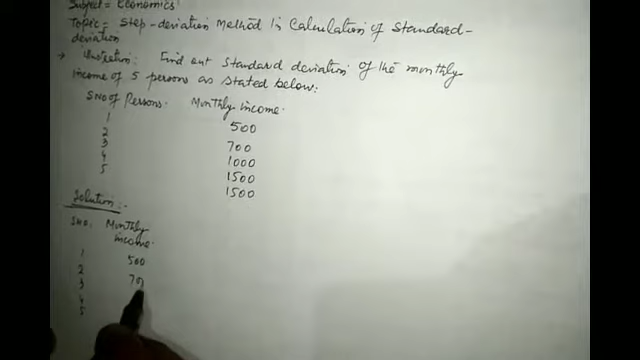 Subject = Economics
Topic = Step-deviation Method in Calculation of Standard-
deviation
→ Illustration: Find out Standard deviation of the monthly
income of 5 persons as stated below:
SNO of Persons: Monthly income.
1 500
2 700
3 1000
4 1500
5 1500
Solution:-
SNO. Monthly
income.
1 500
2 70
3
4
5